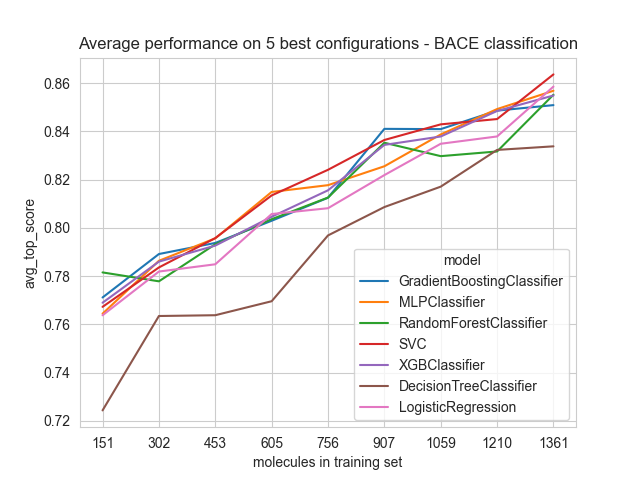 Average performance on 5 best configurations - BACE classification
avg_top_score
0.86
0.84
0.82
0.80
0.78
0.76
0.74
0.72
model
GradientBoostingClassifier
MLPClassifier
RandomForestClassifier
SVC
XGBClassifier
DecisionTreeClassifier
LogisticRegression
151 302 453 605 756 907 1059 1210 1361
molecules in training set